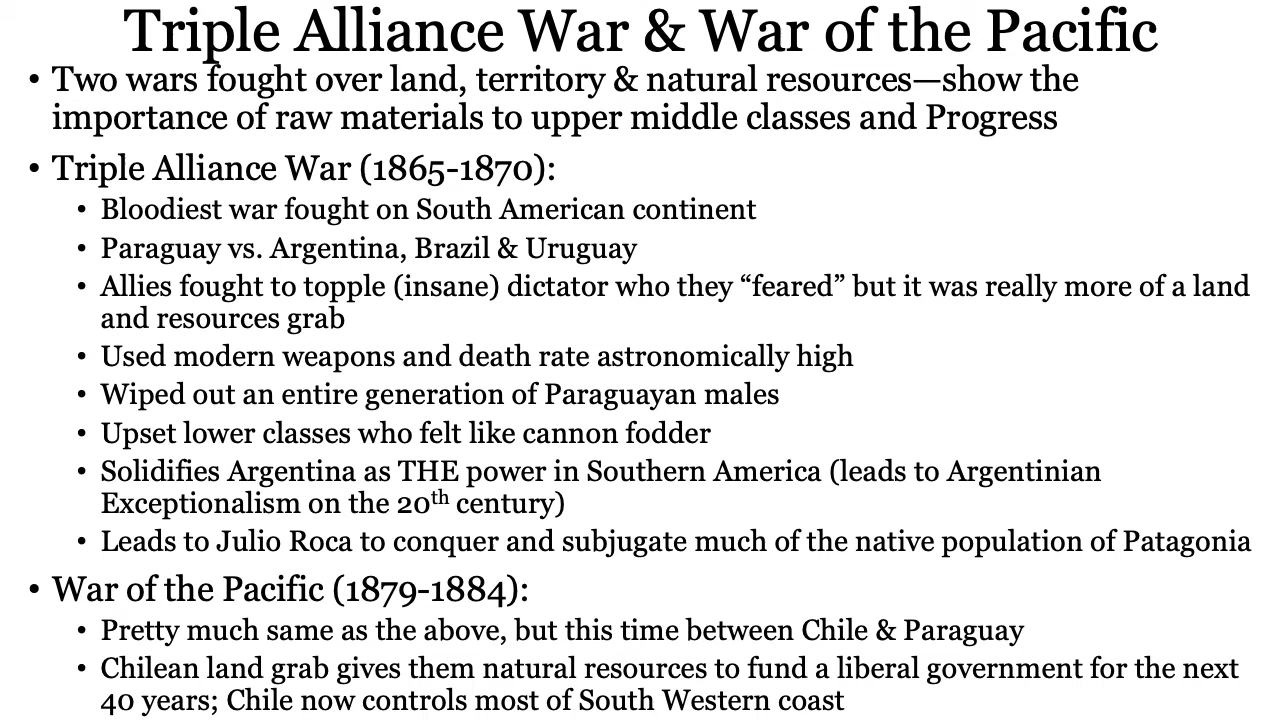 Triple Alliance War & War of the Pacific
• Two wars fought over land, territory & natural resources—show the
importance of raw materials to upper middle classes and Progress
• Triple Alliance War (1865-1870):
• Bloodiest war fought on South American continent
• Paraguay vs. Argentina, Brazil & Uruguay
• Allies fought to topple (insane) dictator who they “feared” but it was really more of a land
and resources grab
• Used modern weapons and death rate astronomically high
• Wiped out an entire generation of Paraguayan males
• Upset lower classes who felt like cannon fodder
• Solidifies Argentina as THE power in Southern America (leads to Argentinian
Exceptionalism on the 20th century)
• Leads to Julio Roca to conquer and subjugate much of the native population of Patagonia
• War of the Pacific (1879-1884):
• Pretty much same as the above, but this time between Chile & Paraguay
• Chilean land grab gives them natural resources to fund a liberal government for the next
40 years; Chile now controls most of South Western coast